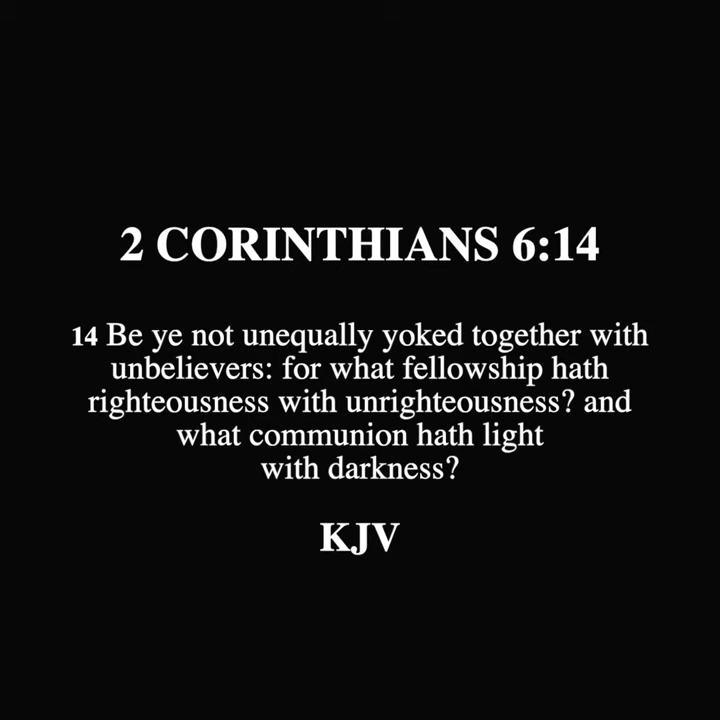 2 CORINTHIANS 6:14
14 Be ye not unequally yoked together with
unbelievers: for what fellowship hath
righteousness with unrighteousness? and
what communion hath light
with darkness?
KJV